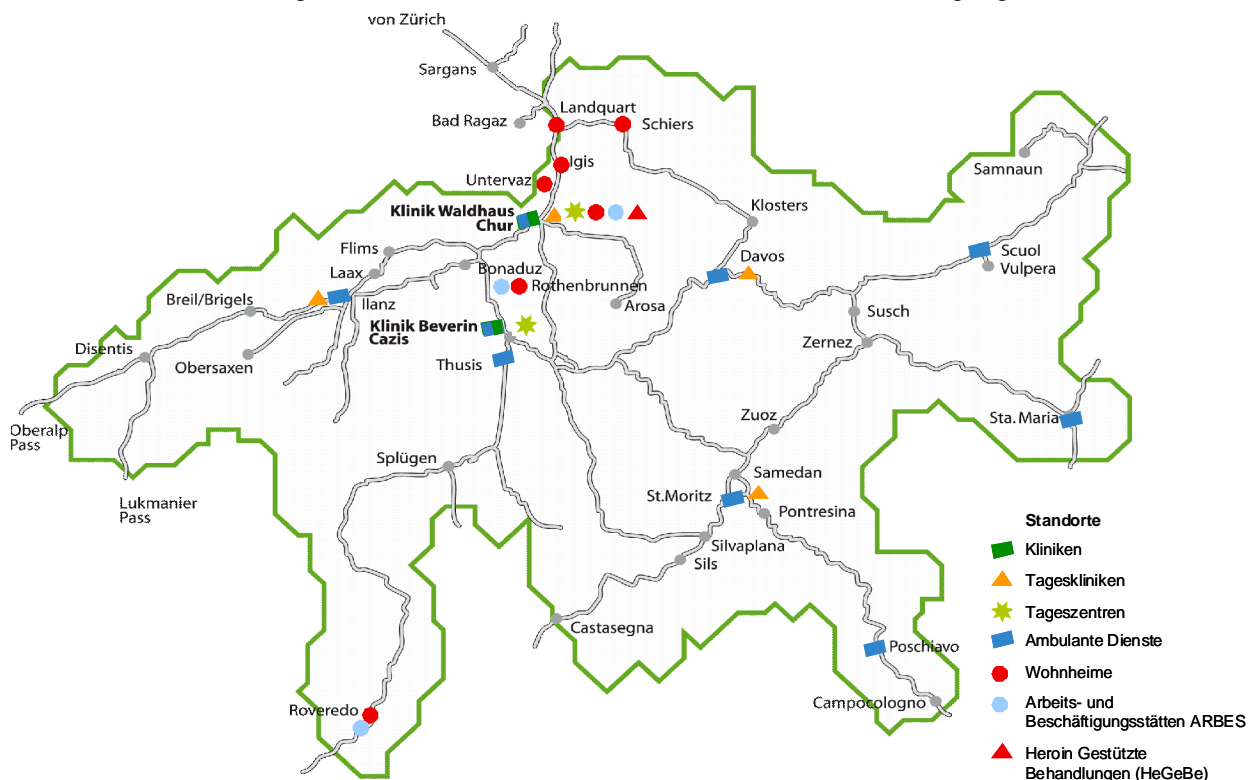 von Zürich
Sargans
Landquart
Bad Ragaz
Schiers
Igis
Untervaz
Samnaun
Klinik Waldhaus
Chur
Klosters
Flims
Scuol
Vulpera
Davos
Laax
Bonaduz
Breil/Brigels
Ilanz
Rothenbrunnen
Arosa
Susch
Klinik Beverin
Cazis
Disentis
Zernez
Obersaxen
Thusis
Oberalp
Pass
Zuoz
Sta. Maria
Splügen
Samedan
Lukmanier
Pass
St.Moritz
Pontresina
Silvaplana
Sils
Castasegna
Poschiavo
Roveredo
Campocologno
Standorte
Kliniken
Tageskliniken
Tageszentren
Ambulante Dienste
Wohnheime
Arbeits- und
Beschäftigungsstätten ARBES
Heroin Gestützte
Behandlungen (HeGeBe)